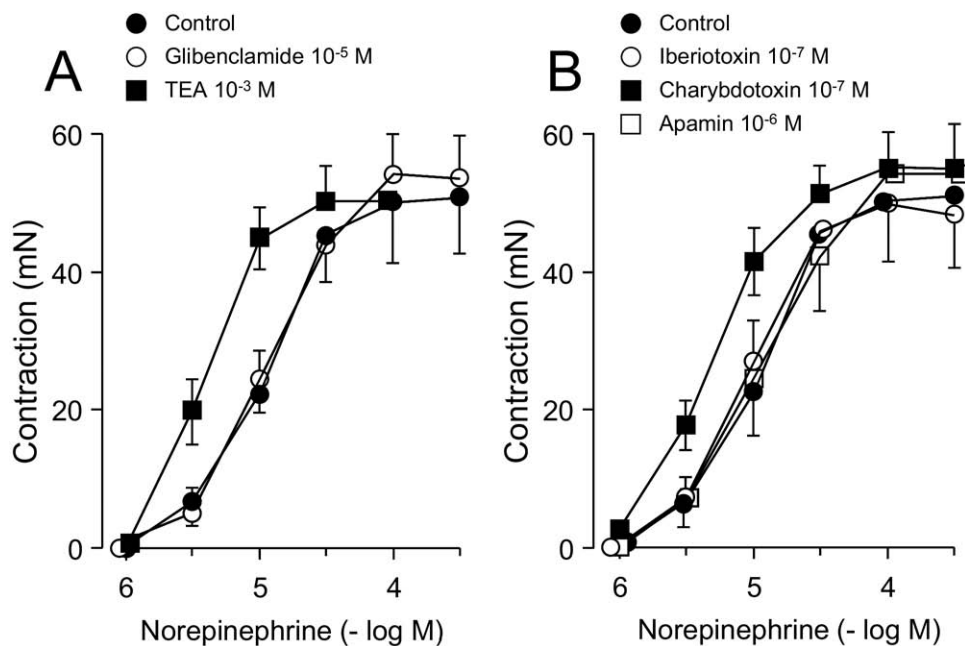 A
Control
Glibenclamide 10⁻⁵ M
TEA 10⁻³ M
60
40
20
0
Contraction (mN)
6 5 4
Norepinephrine (- log M)
B
Control
Iberiotoxin 10⁻⁷ M
Charybdotoxin 10⁻⁷ M
Apamin 10⁻⁶ M
60
40
20
0
Contraction (mN)
6 5 4
Norepinephrine (- log M)